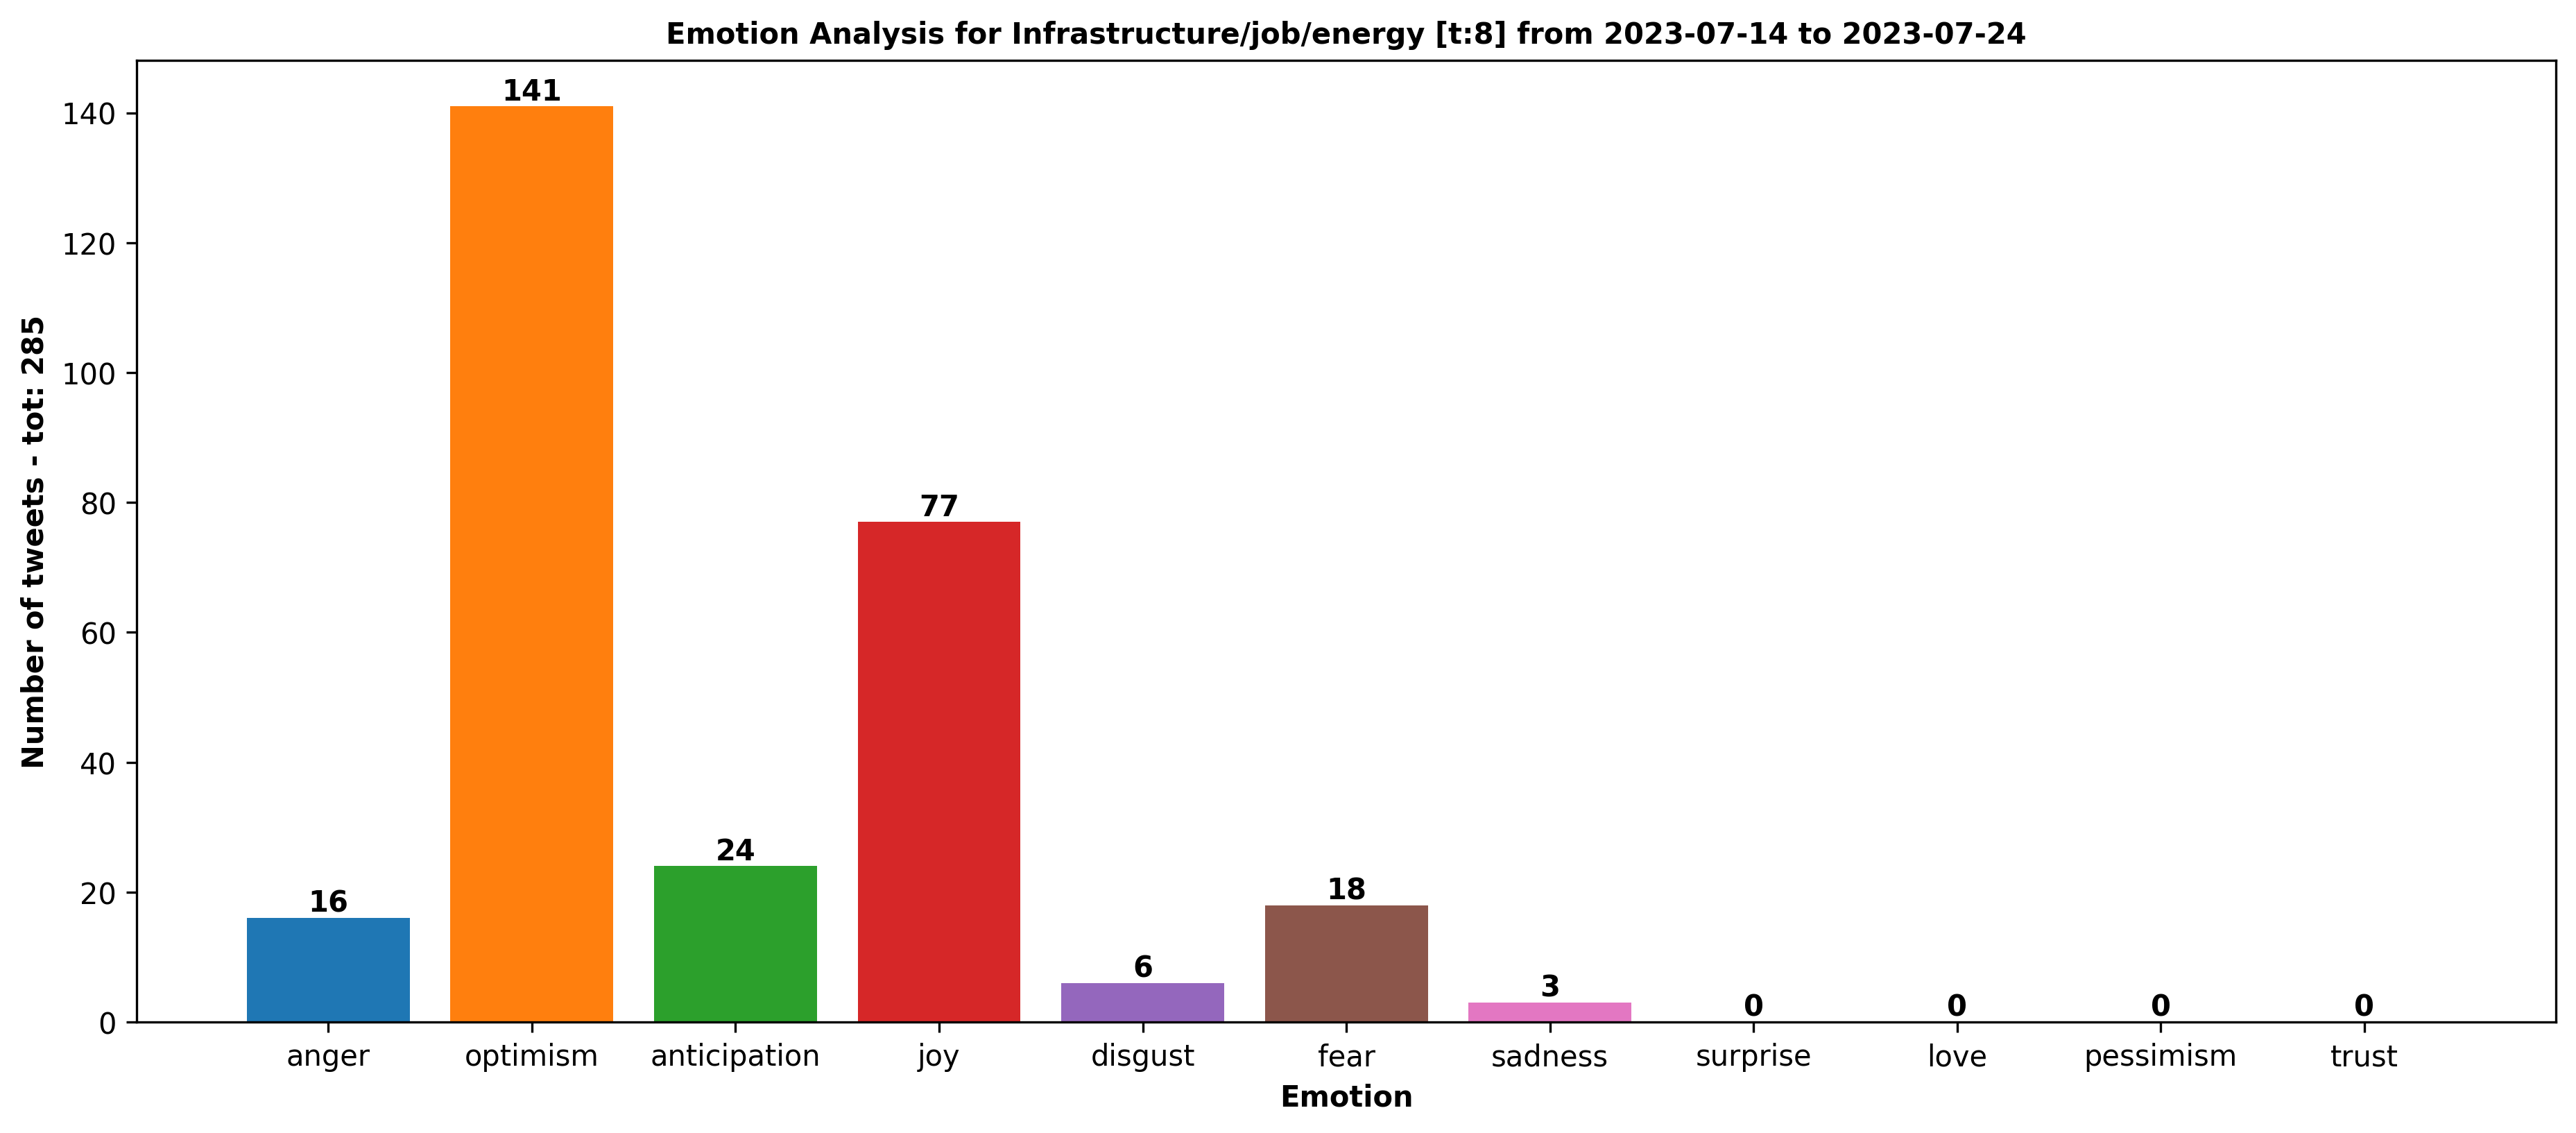 Emotion Analysis for Infrastructure/job/energy [t:8] from 2023-07-14 to 2023-07-24
Number of tweets - tot: 285
140
120
100
80
60
40
20
0
16
141
24
77
6
18
3
0
0
0
0
anger
optimism
anticipation
joy
disgust
fear
sadness
surprise
love
pessimism
trust
Emotion